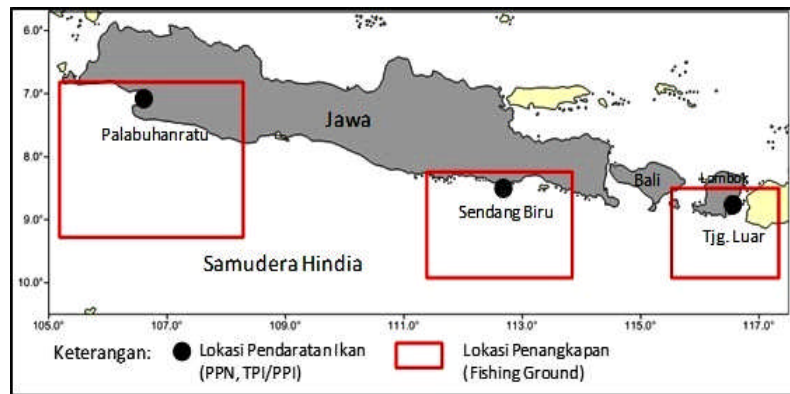 6.0°
7.0°
Jawa
Palabuhanratu
8.0°
Bali
Lombok
Sendang Biru
9.0°
Tjg. Luar
Samudera Hindia
10.0°
105.0° 107.0° 109.0° 111.0° 113.0° 115.0° 117.0°
Keterangan: Lokasi Pendaratan Ikan Lokasi Penangkapan
(PPN, TPI/PPI) (Fishing Ground)